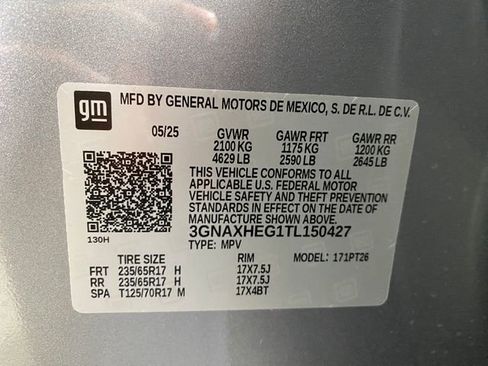 gm MFD BY GENERAL MOTORS DE MEXICO, S. DE R.L. DE C.V.
05/25 GVWR GAWR FRT GAWR RR
2100 KG 1175 KG 1200 KG
4629 LB 2590 LB 2645 LB
THIS VEHICLE CONFORMS TO ALL
APPLICABLE U.S. FEDERAL MOTOR
VEHICLE SAFETY AND THEFT PREVENTION
STANDARDS IN EFFECT ON THE DATE OF
MANUFACTURE SHOWN ABOVE.
3GNAXHEG1TL150427
130H TYPE: MPV MODEL: 171PT26
TIRE SIZE RIM
FRT 235/65R17 H 17X7.5J
RR 235/65R17 H 17X7.5J
SPA T125/70R17 M 17X4BT